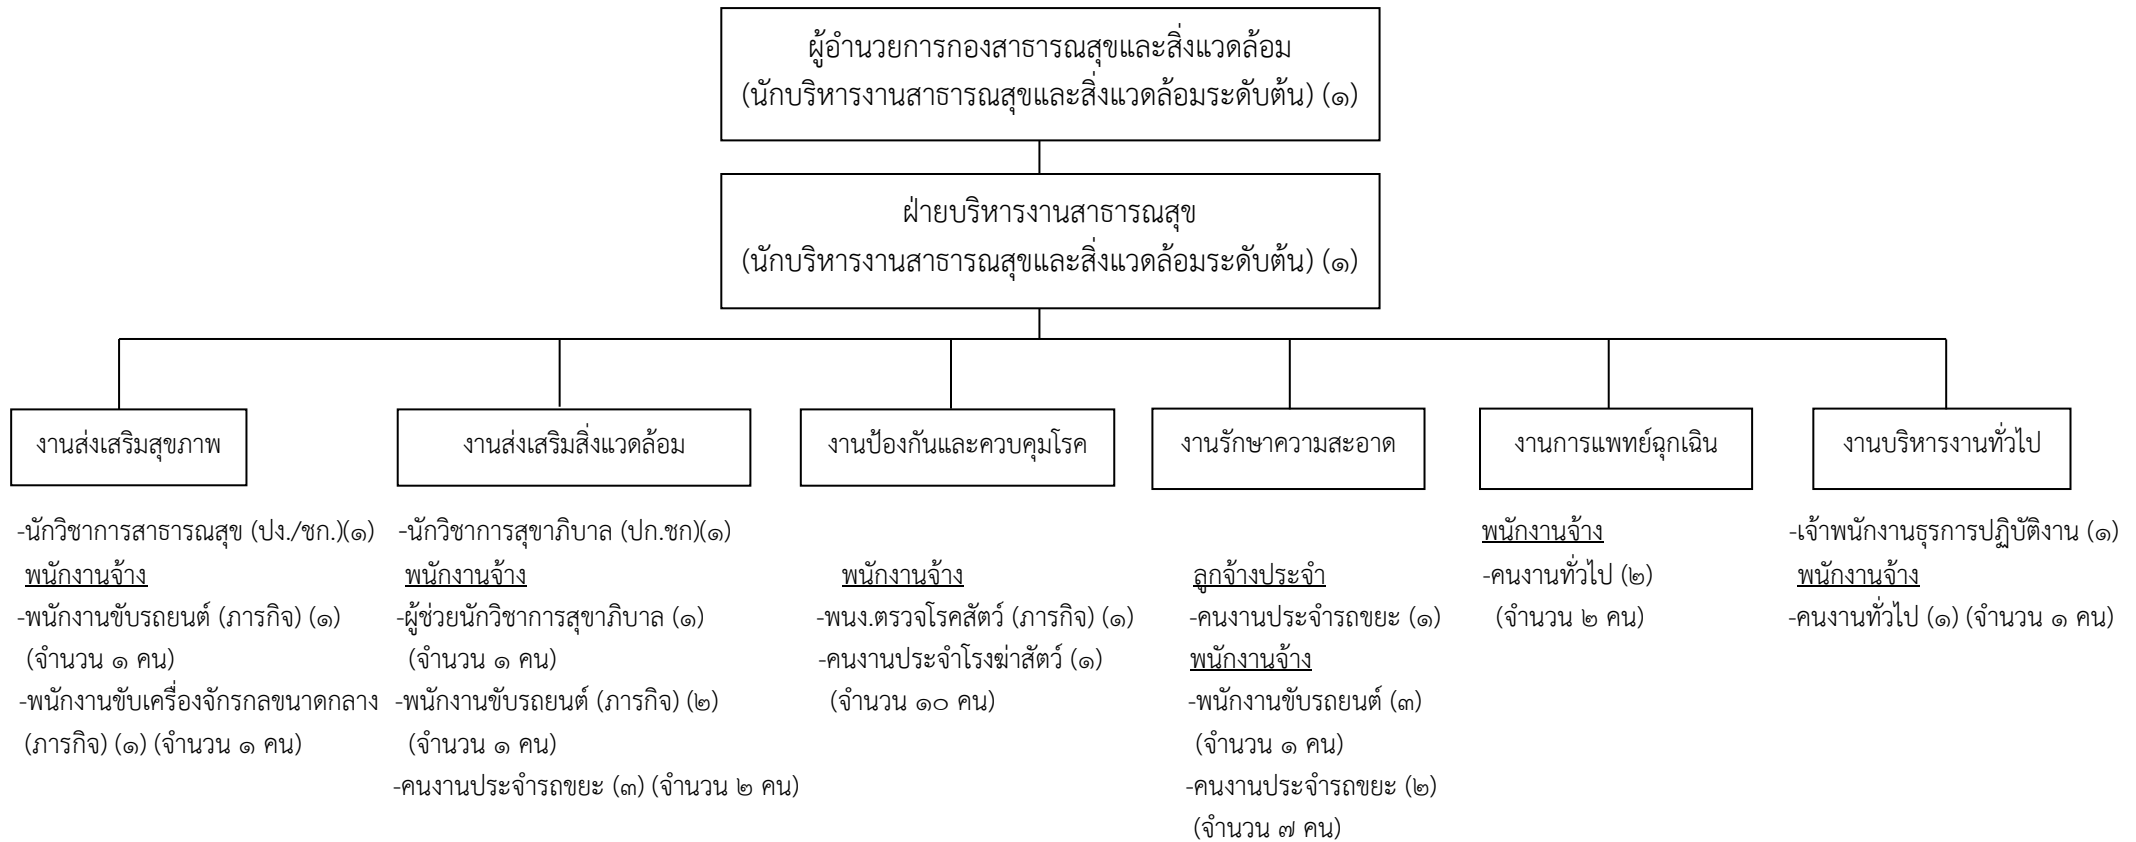 ผู้อำนวยการกองสาธารณสุขและสิ่งแวดล้อม
(นักบริหารงานสาธารณสุขและสิ่งแวดล้อมระดับต้น) (๑)
ฝ่ายบริหารงานสาธารณสุข
(นักบริหารงานสาธารณสุขและสิ่งแวดล้อมระดับต้น) (๑)
งานส่งเสริมสุขภาพ
-นักวิชาการสาธารณสุข (ปง./ชก.)(๑)
พนักงานจ้าง
-พนักงานขับรถยนต์ (ภารกิจ) (๑)
(จำนวน ๑ คน)
-พนักงานขับเครื่องจักรกลขนาดกลาง
(ภารกิจ) (๑) (จำนวน ๑ คน)
งานส่งเสริมสิ่งแวดล้อม
-นักวิชาการสุขาภิบาล (ปก.ชก)(๑)
พนักงานจ้าง
-ผู้ช่วยนักวิชาการสุขาภิบาล (๑)
(จำนวน ๑ คน)
-พนักงานขับรถยนต์ (ภารกิจ) (๒)
(จำนวน ๑ คน)
-คนงานประจำรถขยะ (๓) (จำนวน ๒ คน)
งานป้องกันและควบคุมโรค
พนักงานจ้าง
-พนง.ตรวจโรคสัตว์ (ภารกิจ) (๑)
-คนงานประจำโรงฆ่าสัตว์ (๑)
(จำนวน ๑๐ คน)
งานรักษาความสะอาด
ลูกจ้างประจำ
-คนงานประจำรถขยะ (๑)
พนักงานจ้าง
-พนักงานขับรถยนต์ (๓)
(จำนวน ๑ คน)
-คนงานประจำรถขยะ (๒)
(จำนวน ๗ คน)
งานการแพทย์ฉุกเฉิน
พนักงานจ้าง
-คนงานทั่วไป (๒)
(จำนวน ๒ คน)
งานบริหารงานทั่วไป
-เจ้าพนักงานธุรการปฏิบัติงาน (๑)
พนักงานจ้าง
-คนงานทั่วไป (๑) (จำนวน ๑ คน)